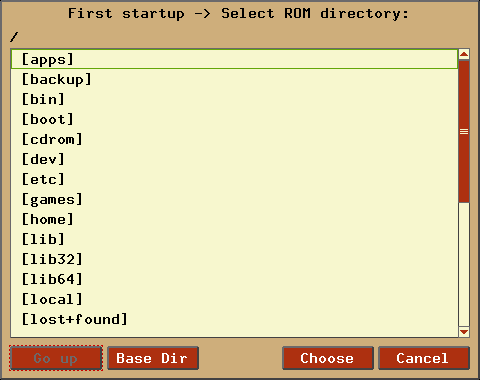 First startup -> Select ROM directory:
/
[apps]
[backup]
[bin]
[boot]
[cdrom]
[dev]
[etc]
[games]
[home]
[lib]
[lib32]
[lib64]
[local]
[lost+found]
Go up Base Dir Choose Cancel